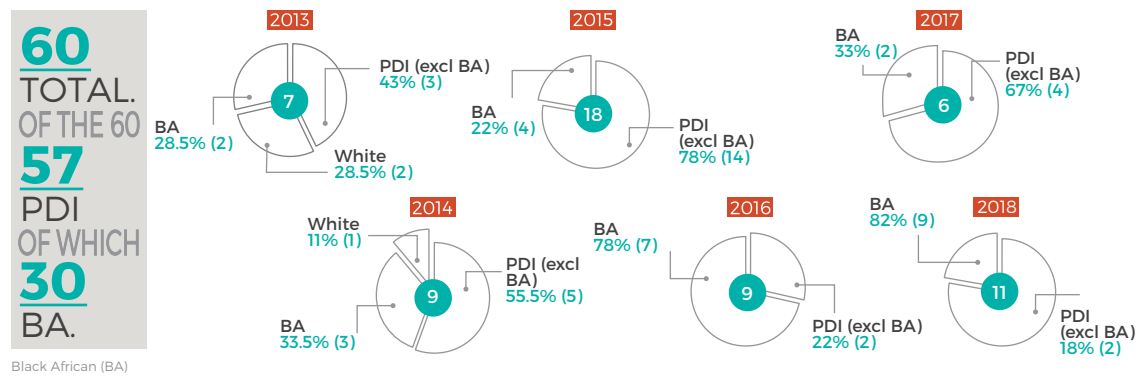 60
TOTAL.
OF THE 60
57
PDI
OF WHICH
30
BA.
Black African (BA)
2013
7
PDI (excl BA)
43% (3)
BA
28.5% (2)
White
28.5% (2)
2015
18
BA
22% (4)
PDI
(excl BA)
78% (14)
2017
6
BA
33% (2)
PDI
(excl BA)
67% (4)
2014
9
White
11% (1)
PDI (excl
BA)
55.5% (5)
BA
33.5% (3)
2016
9
BA
78% (7)
PDI (excl BA)
22% (2)
2018
11
BA
82% (9)
PDI
(excl BA)
18% (2)